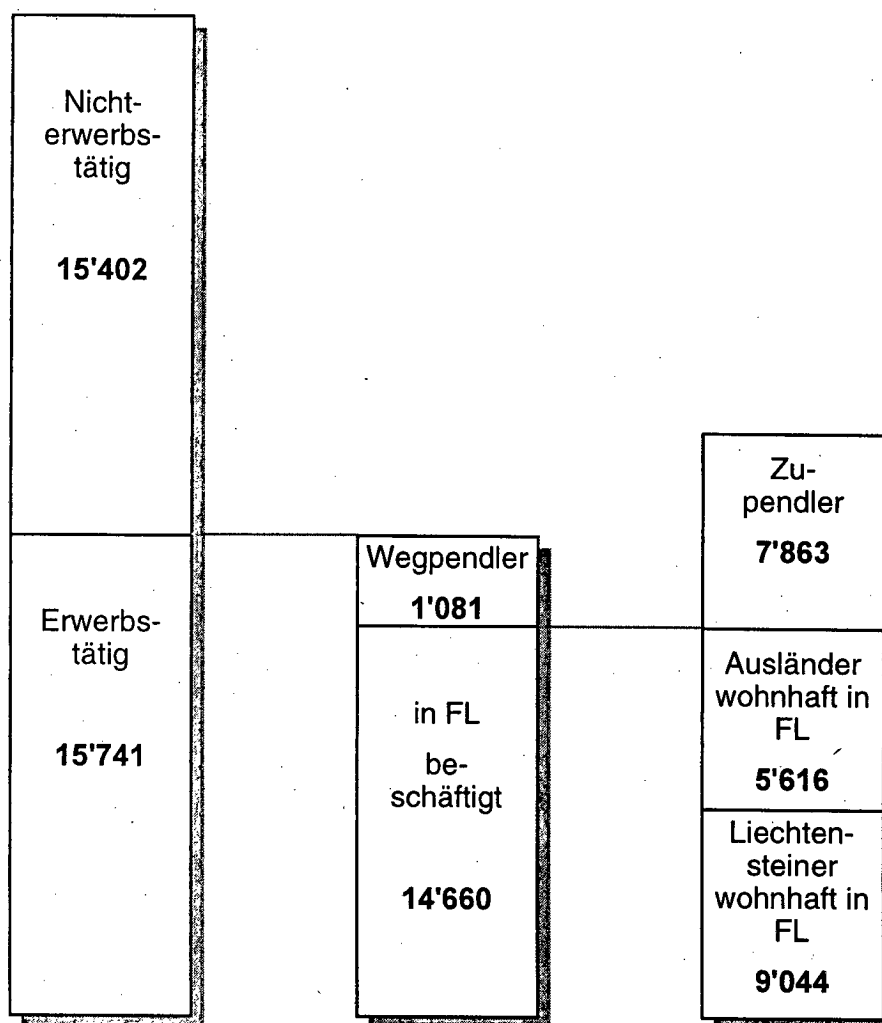 Nicht-
erwerbs-
tätig
15'402
Erwerbs-
tätig
15'741
Wegpendler
1'081
in FL
be-
schäftigt
14'660
Zu-
pendler
7'863
Ausländer
wohnhaft in
FL
5'616
Liechten-
steiner
wohnhaft in
FL
9'044